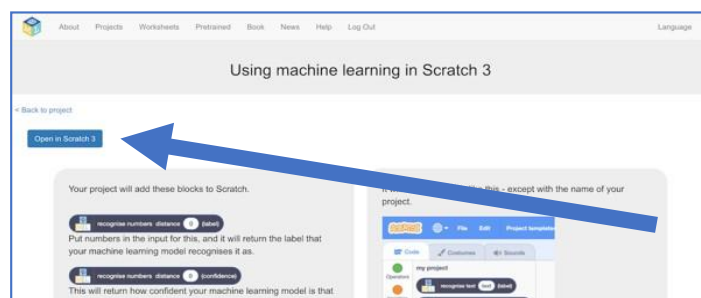 About Projects Worksheets Pretrained Book News Help Log Out Language
Using machine learning in Scratch 3
< Back to project
Open in Scratch 3
Your project will add these blocks to Scratch.
recognise numbers distance 0 (label)
Put numbers in the input for this, and it will return the label that
your machine learning model recognises it as.
recognise numbers distance 0 (confidence)
This will return how confident your machine learning model is that
this - except with the name of your
project.
File Edit Project templates
Code Costumes Sounds
Operators
my project
recognise text text (label)